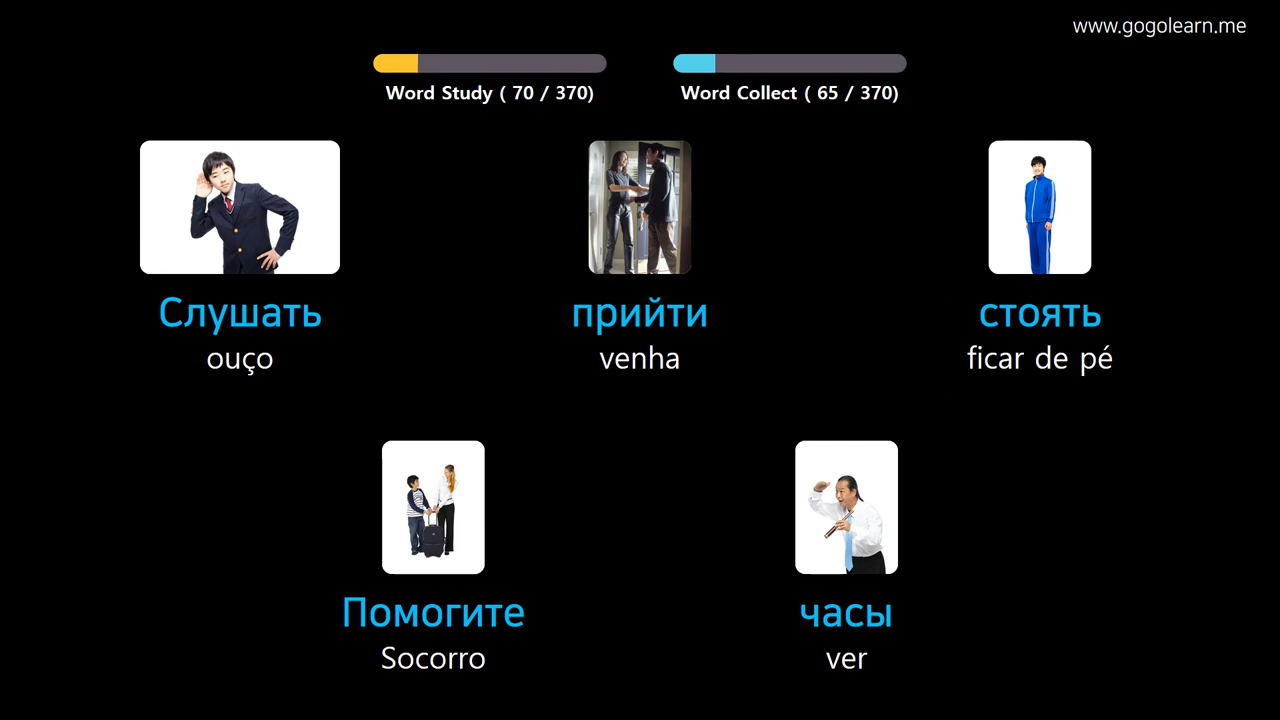 www.gogolearn.me
Word Study ( 70 / 370)
Word Collect ( 65 / 370)
Слушать
ouço
прийти
venha
стоять
ficar de pé
Помогите
Socorro
часы
ver